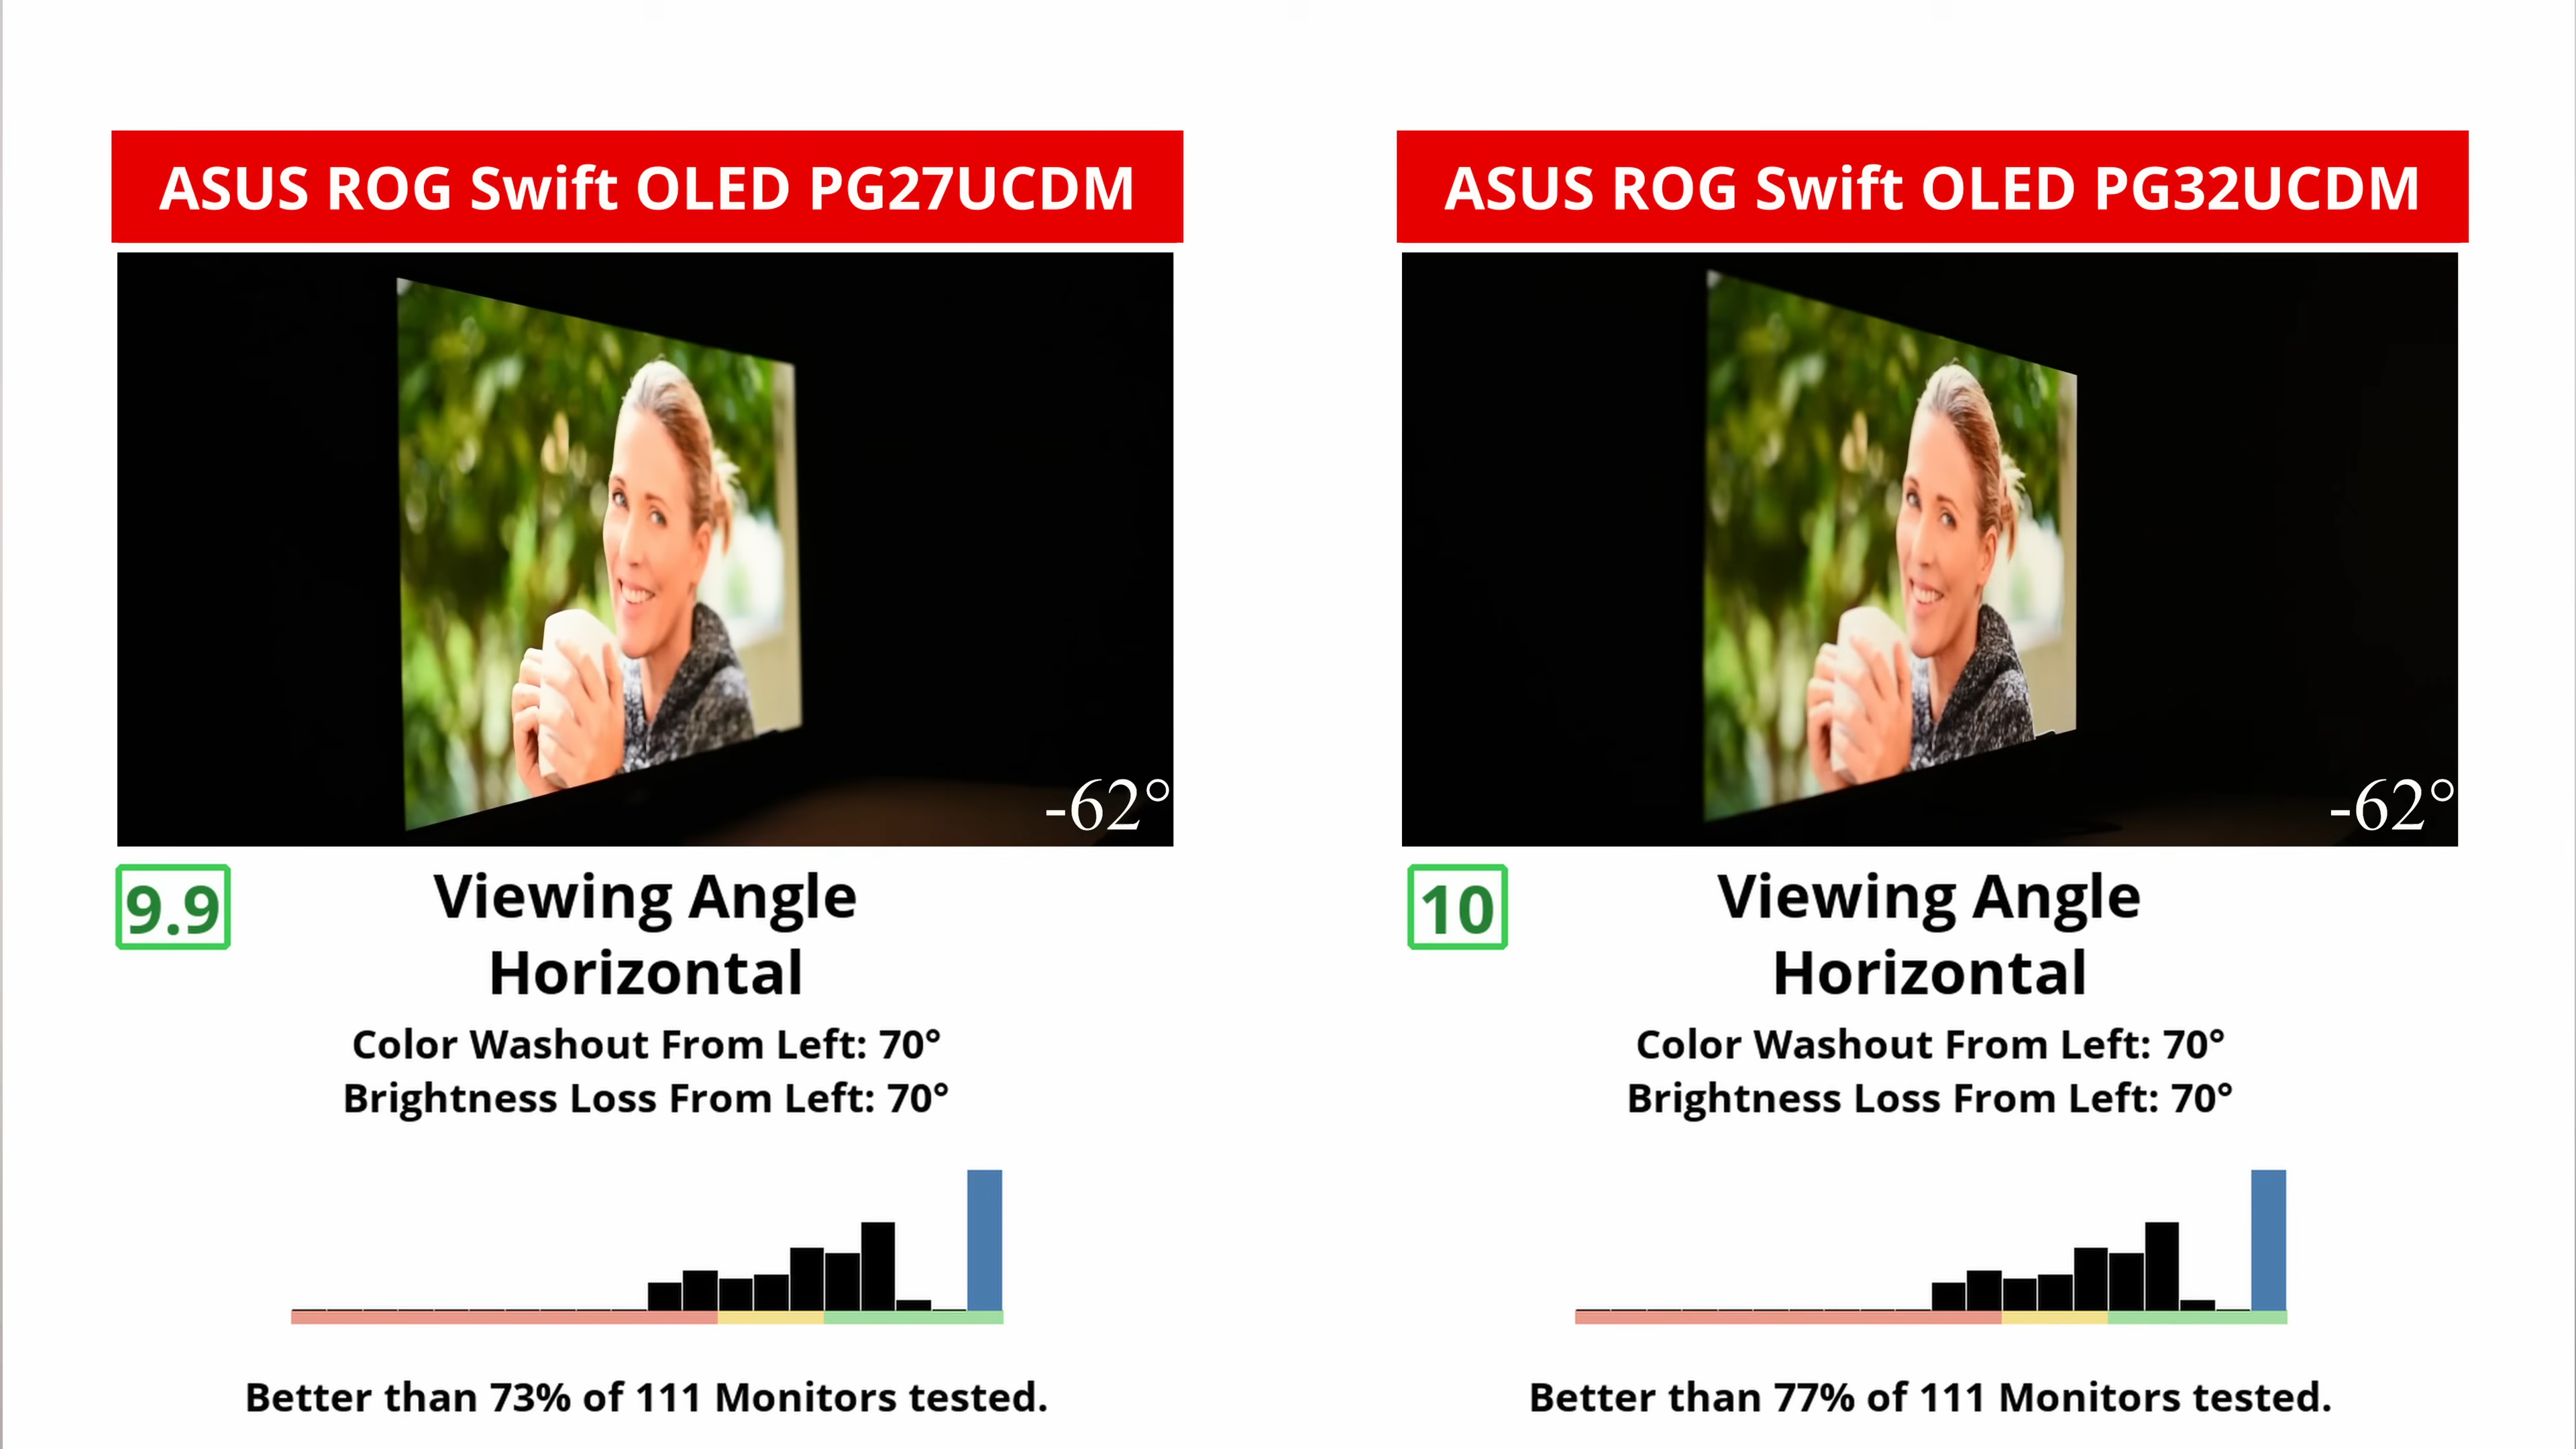 ASUS ROG Swift OLED PG27UCDM
-62°
9.9
Viewing Angle
Horizontal
Color Washout From Left: 70°
Brightness Loss From Left: 70°
Better than 73% of 111 Monitors tested.
ASUS ROG Swift OLED PG32UCDM
-62°
10
Viewing Angle
Horizontal
Color Washout From Left: 70°
Brightness Loss From Left: 70°
Better than 77% of 111 Monitors tested.